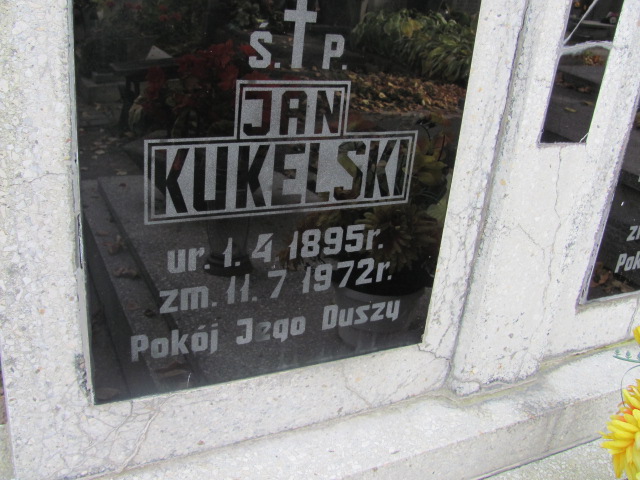 S. P.
JAN
KUKELSKI
ur. 1. 4. 1895r.
zm. 11. 7 1972r.
Pokój Jego Duszy